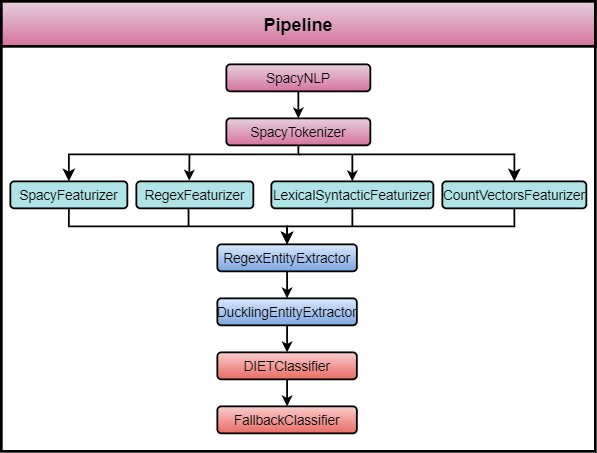 Pipeline
SpacyNLP
SpacyTokenizer
SpacyFeaturizer
RegexFeaturizer
LexicalSyntacticFeaturizer
CountVectorsFeaturizer
RegexEntityExtractor
DucklingEntityExtractor
DIETClassifier
FallbackClassifier